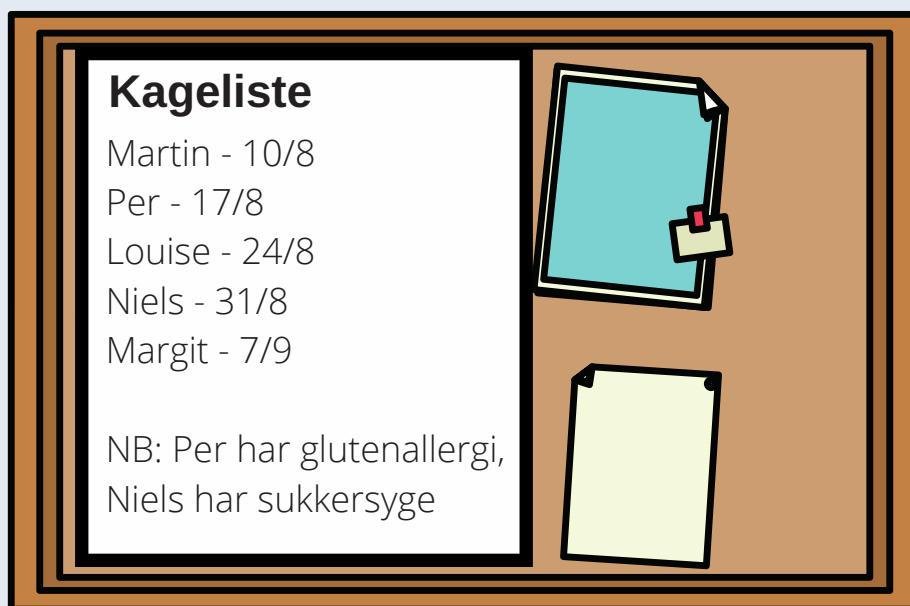 Kageliste
Martin - 10/8
Per - 17/8
Louise - 24/8
Niels - 31/8
Margit - 7/9
NB: Per har glutenallergi,
Niels har sukkersyge